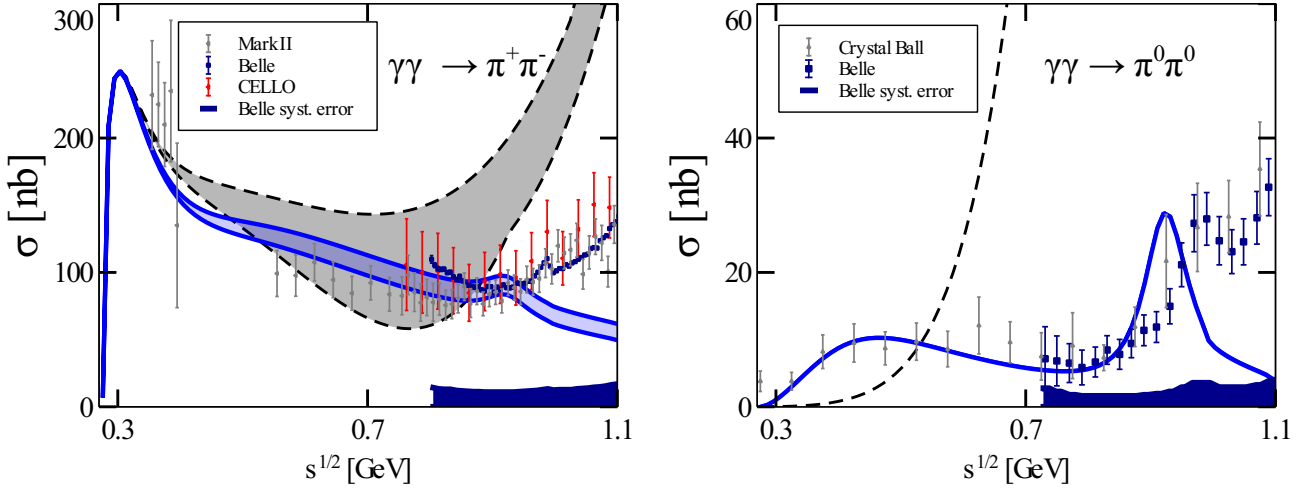 300
200
100
0
σ [nb]
MarkII
Belle
CELLO
Belle syst. error
γγ → π⁺π⁻
0.3
0.7
1.1
s^{1/2} [GeV]
60
40
20
0
σ [nb]
Crystal Ball
Belle
Belle syst. error
γγ → π⁰π⁰
0.3
0.7
1.1
s^{1/2} [GeV]